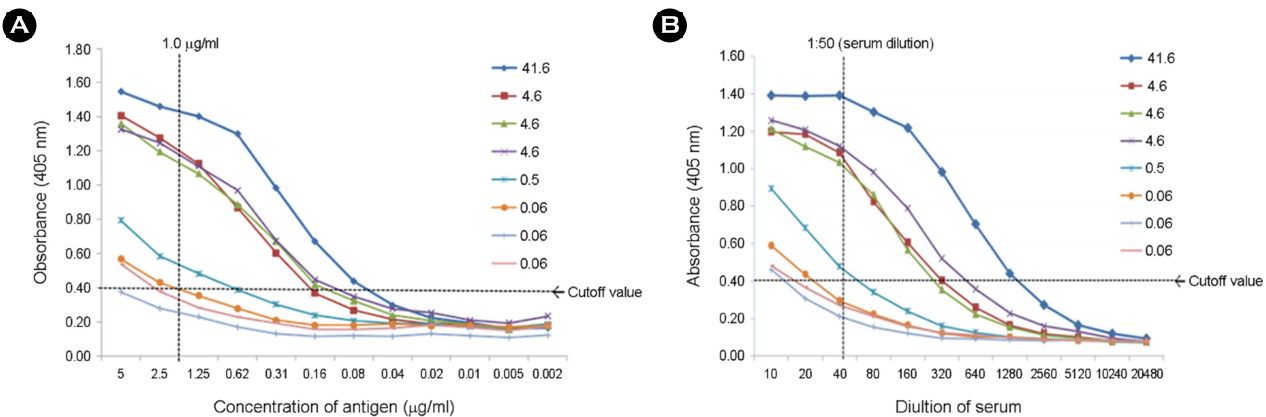 A
1.0 μg/ml
1.80
1.60
1.40
1.20
1.00
0.80
0.60
0.40
0.20
0.00
Obsorbance (405 nm)
41.6
4.6
4.6
4.6
0.5
0.06
0.06
0.06
Cutoff value
5 2.5 1.25 0.62 0.31 0.16 0.08 0.04 0.02 0.01 0.005 0.002
Concentration of antigen (μg/ml)
B
1:50 (serum dilution)
1.60
1.40
1.20
1.00
0.80
0.60
0.40
0.20
0.00
Absorbance (405 nm)
41.6
4.6
4.6
4.6
0.5
0.06
0.06
0.06
Cutoff value
10 20 40 80 160 320 640 1280 2560 5120 10240 20480
Diultion of serum